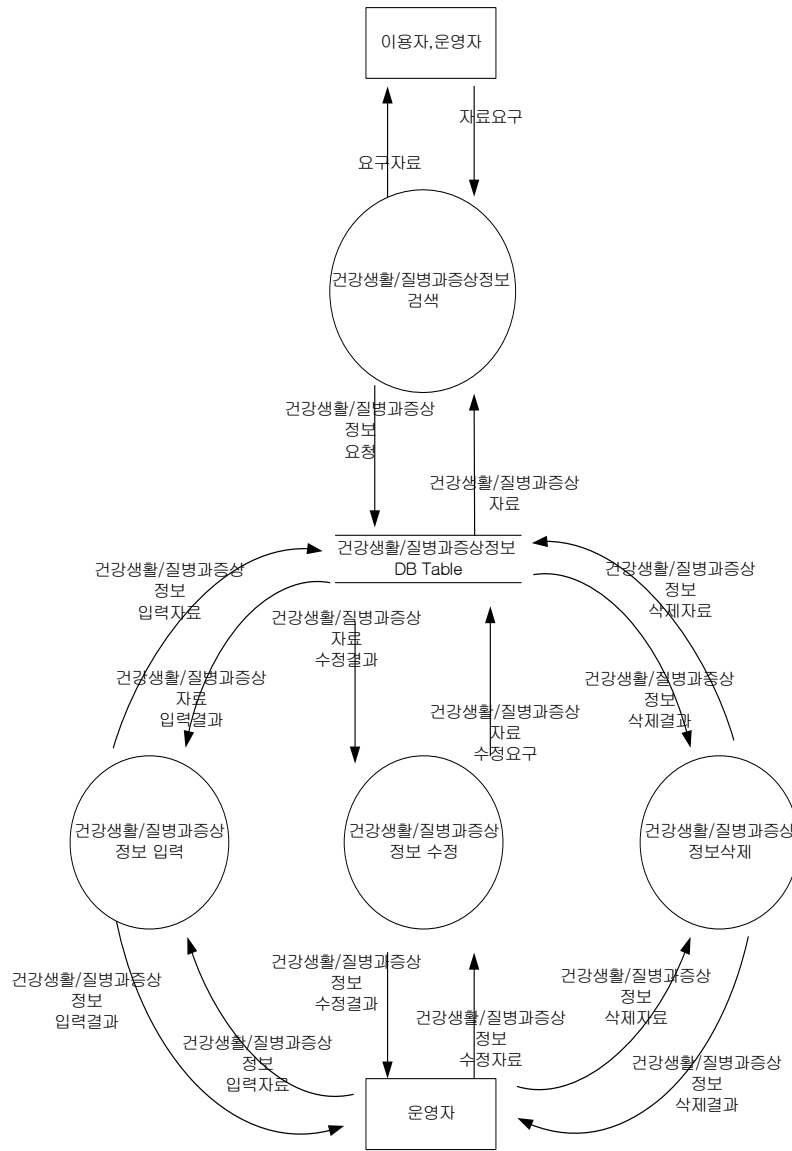 이용자,운영자
자료요구
요구자료
건강생활/질병과증상정보
검색
건강생활/질병과증상
정보
요청
건강생활/질병과증상
자료
건강생활/질병과증상정보
DB Table
건강생활/질병과증상
정보
입력자료
건강생활/질병과증상
정보
삭제자료
건강생활/질병과증상
자료
수정결과
건강생활/질병과증상
자료
입력결과
건강생활/질병과증상
정보
삭제결과
건강생활/질병과증상
자료
수정요구
건강생활/질병과증상
정보 입력
건강생활/질병과증상
정보 수정
건강생활/질병과증상
정보삭제
건강생활/질병과증상
정보
입력결과
건강생활/질병과증상
정보
수정결과
건강생활/질병과증상
정보
삭제자료
건강생활/질병과증상
정보
수정자료
건강생활/질병과증상
정보
입력자료
건강생활/질병과증상
정보
삭제결과
운영자